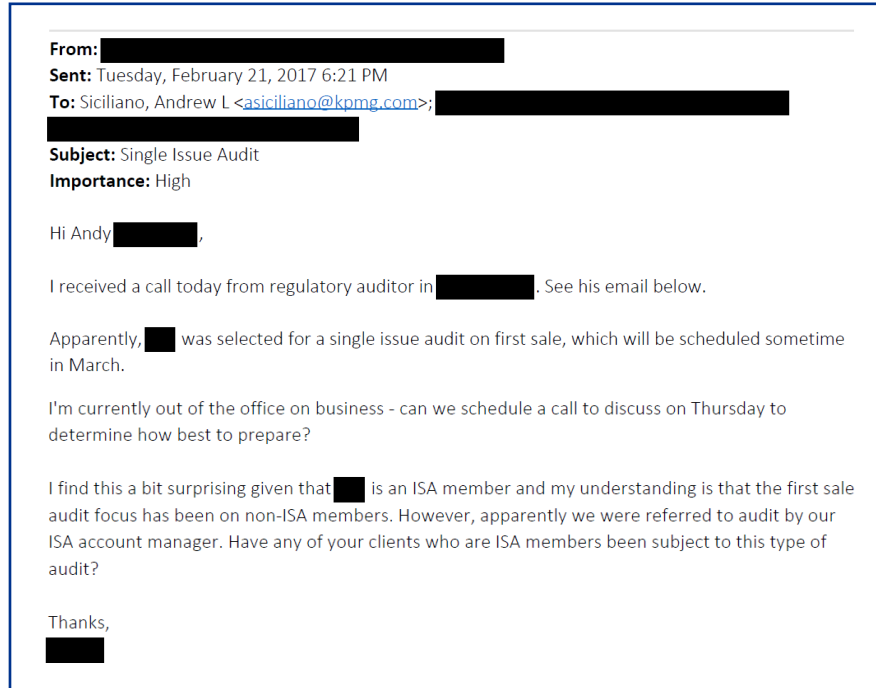 From:
Sent: Tuesday, February 21, 2017 6:21 PM
To: Siciliano, Andrew L <asiciliano@kpmg.com>;
Subject: Single Issue Audit
Importance: High
Hi Andy ,
I received a call today from regulatory auditor in . See his email below.
Apparently, was selected for a single issue audit on first sale, which will be scheduled sometime
in March.
I'm currently out of the office on business - can we schedule a call to discuss on Thursday to
determine how best to prepare?
I find this a bit surprising given that is an ISA member and my understanding is that the first sale
audit focus has been on non-ISA members. However, apparently we were referred to audit by our
ISA account manager. Have any of your clients who are ISA members been subject to this type of
audit?
Thanks,